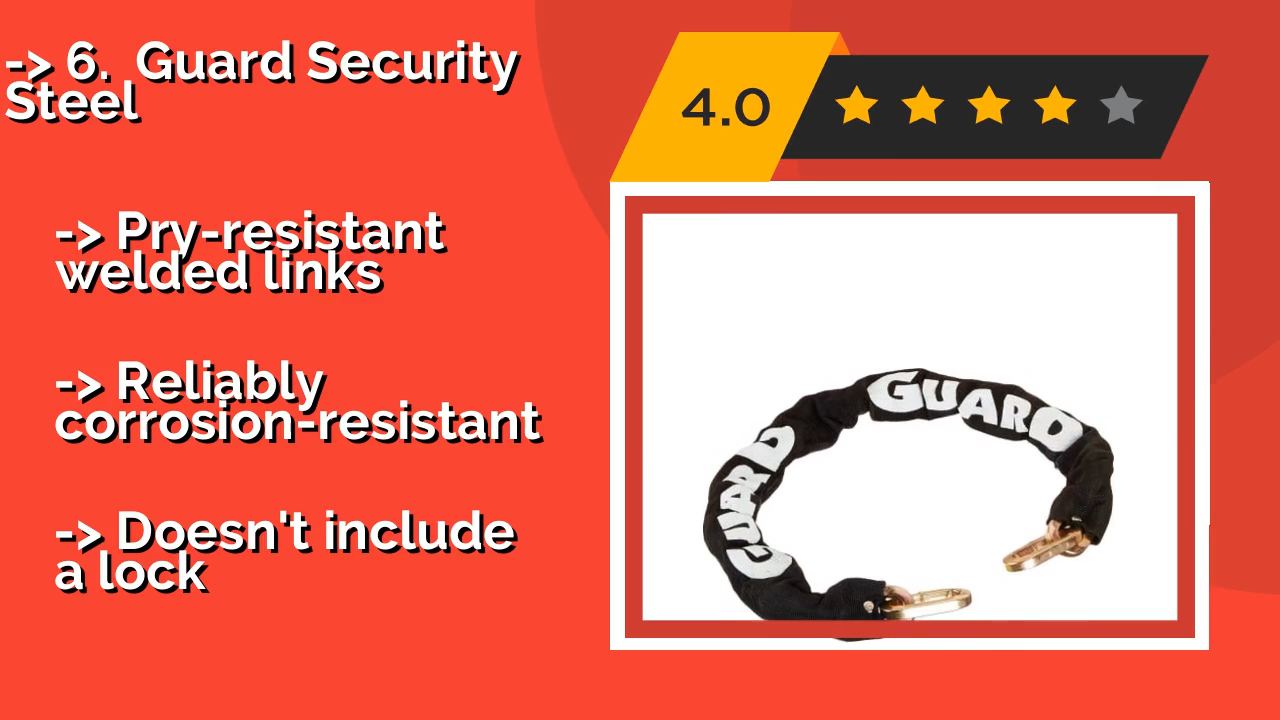 -> 6.  Guard Security
Steel
4.0
-> Pry-resistant
welded links
-> Reliably
corrosion-resistant
-> Doesn't include
a lock
GUARD
GUARD